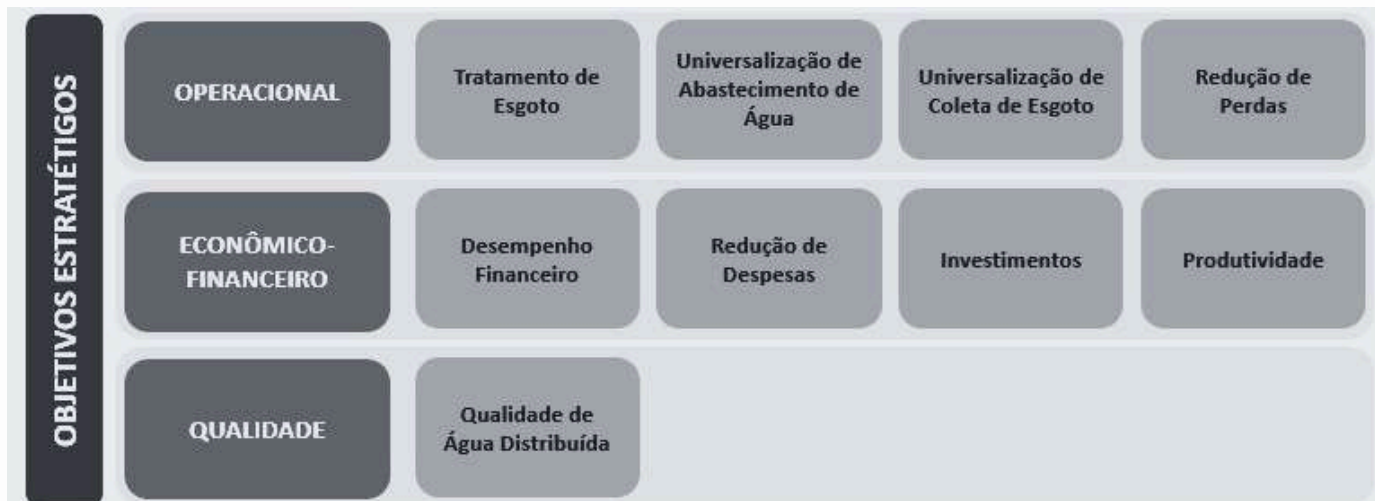 OBJETIVOS ESTRATÉTIGOS
OPERACIONAL
Tratamento de
Esgoto
Universalização de
Abastecimento de
Água
Universalização de
Coleta de Esgoto
Redução de
Perdas
ECONÔMICO-
FINANCEIRO
Desempenho
Financeiro
Redução de
Despesas
Investimentos
Produtividade
QUALIDADE
Qualidade de
Água Distribuída